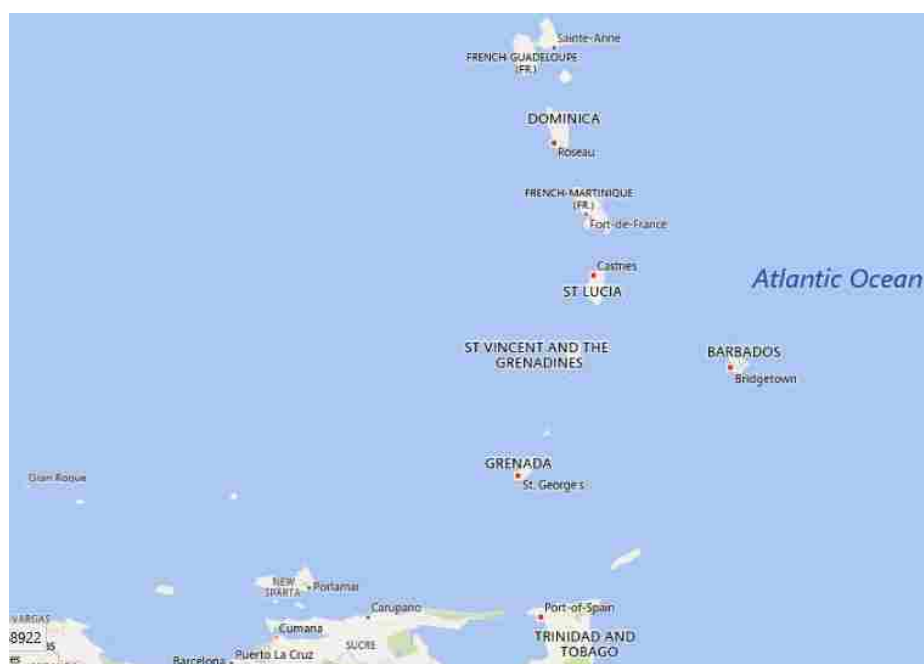 Sainte-Anne
FRENCH-GUADELOUPE
(FR.)
DOMINICA
Roseau
FRENCH-MARTINIQUE
(FR.)
Fort-de-France
Castries
ST LUCIA
Atlantic Ocean
ST VINCENT AND THE
GRENADINES
BARBADOS
Bridgetown
GRENADA
St. George's
Gran Roque
NEW
SPARTA
Porlamar
Carupano
Port-of-Spain
VARGAS
8922
Cumana
SUCRE
TRINIDAD AND
TOBAGO
Barcelona
Puerto La Cruz